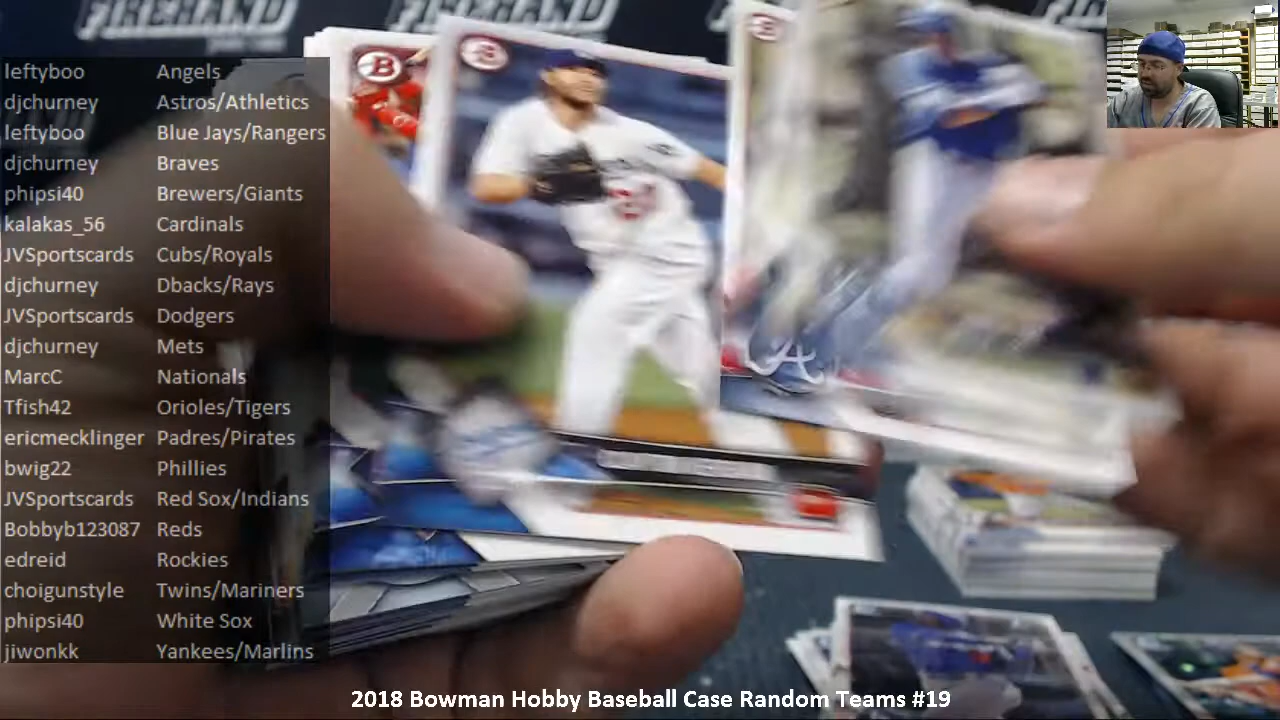 leftyboo Angels
djchurney Astros/Athletics
leftyboo Blue Jays/Rangers
djchurney Braves
phipsi40 Brewers/Giants
kalakas_56 Cardinals
JVSportscards Cubs/Royals
djchurney Dbacks/Rays
JVSportscards Dodgers
djchurney Mets
MarcC Nationals
Tfish42 Orioles/Tigers
ericmecklinger Padres/Pirates
bwig22 Phillies
JVSportscards Red Sox/Indians
Bobbyb123087 Reds
edreid Rockies
choigunstyle Twins/Mariners
phipsi40 White Sox
jiwonkk Yankees/Marlins
B
B
B
A
2018 Bowman Hobby Baseball Case Random Teams #19